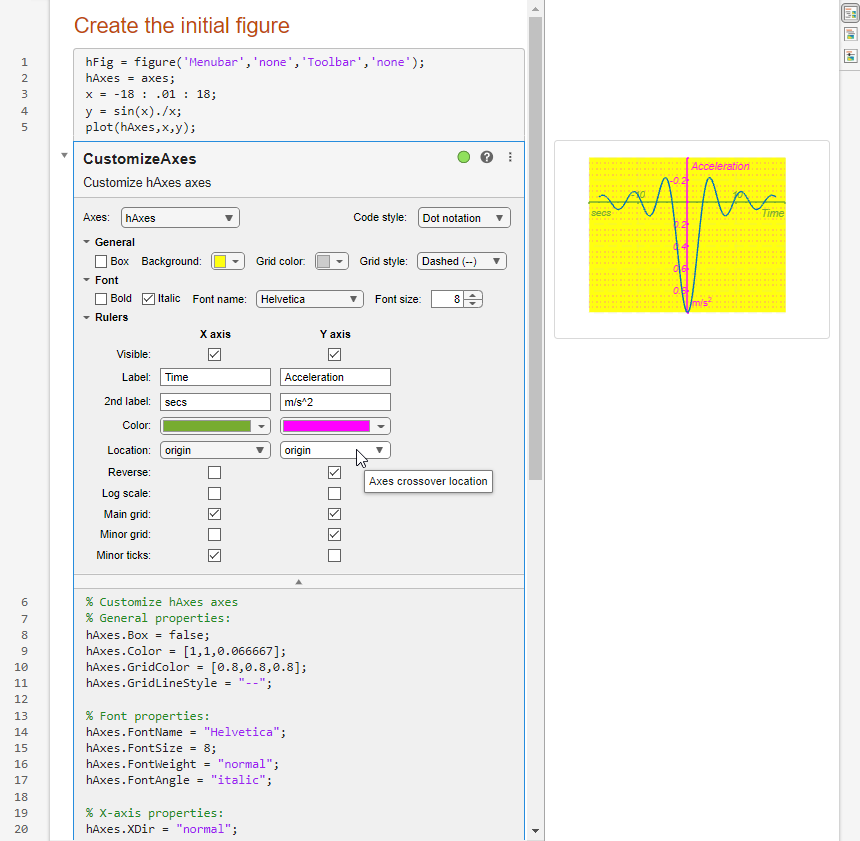 Create the initial figure
1 hFig = figure('Menubar','none','Toolbar','none');
2 hAxes = axes;
3 x = -18 : .01 : 18;
4 y = sin(x)./x;
5 plot(hAxes,x,y);
CustomizeAxes
Customize hAxes axes
Axes: hAxes Code style: Dot notation
General
Box Background: Grid color: Grid style: Dashed (--)
Font
Bold Italic Font name: Helvetica Font size: 8
Rulers
X axis Y axis
Visible:
Label: Time Acceleration
2nd label: secs m/s^2
Color:
Location: origin origin
Reverse:
Axes crossover location
Log scale:
Main grid:
Minor grid:
Minor ticks:
6 % Customize hAxes axes
7 % General properties:
8 hAxes.Box = false;
9 hAxes.Color = [1,1,0.066667];
10 hAxes.GridColor = [0.8,0.8,0.8];
11 hAxes.GridLineStyle = "--";
12
13 % Font properties:
14 hAxes.FontName = "Helvetica";
15 hAxes.FontSize = 8;
16 hAxes.FontWeight = "normal";
17 hAxes.FontAngle = "italic";
18
19 % X-axis properties:
20 hAxes.XDir = "normal";
Acceleration
-0.2
-10 10
secs Time
0.2
0.4
0.6
0.8
m/s2